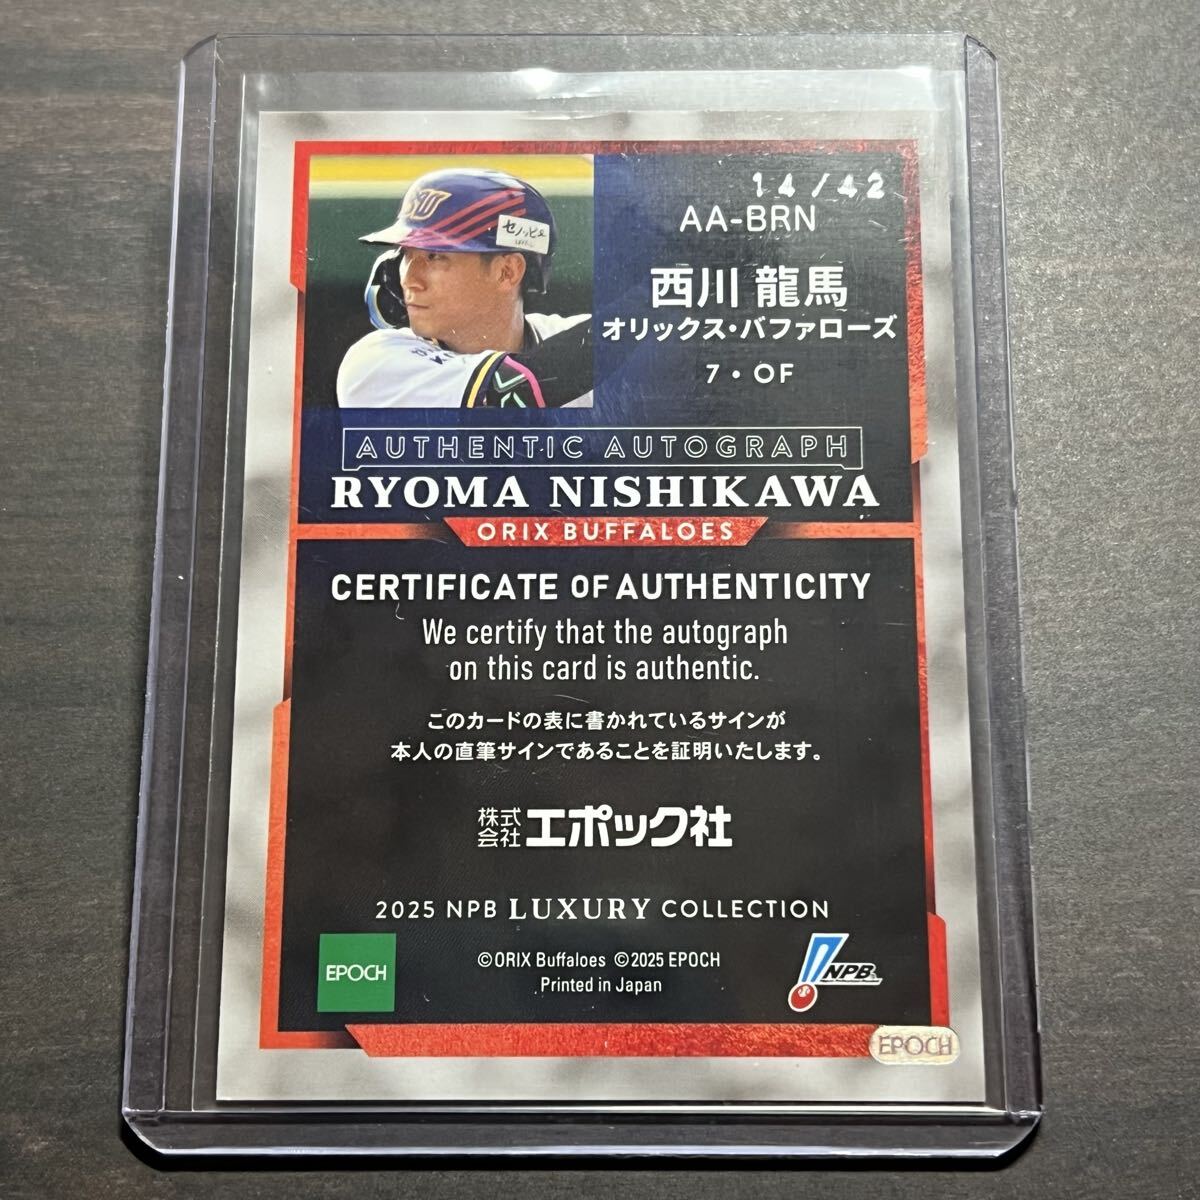 14/42
AA-BRN
セノッピー
西川 龍馬
オリックス・バファローズ
7・OF
AUTHENTIC AUTOGRAPH
RYOMA NISHIKAWA
ORIX BUFFALOES
CERTIFICATE OF AUTHENTICITY
We certify that the autograph
on this card is authentic.
このカードの表に書かれているサインが
本人の直筆サインであることを証明いたします。
株式会社 エポック社
2025 NPB LUXURY COLLECTION
EPOCH
©ORIX Buffaloes ©2025 EPOCH
Printed in Japan
NPB
EPOCH